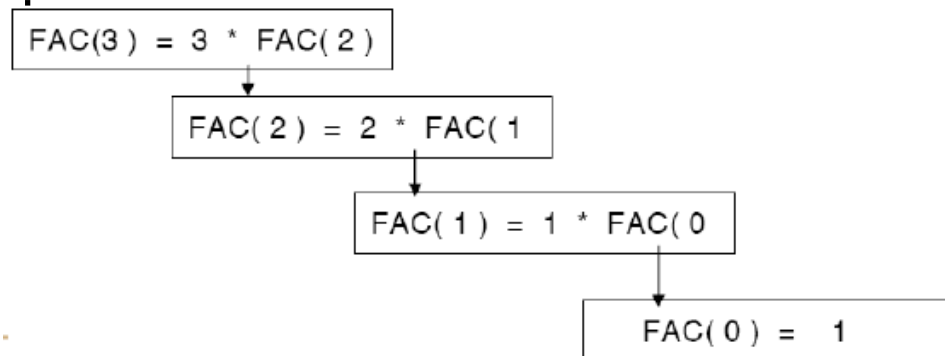 FAC(3 ) = 3 * FAC( 2 )
FAC( 2 ) = 2 * FAC( 1
FAC( 1 ) = 1 * FAC( 0
FAC( 0 ) = 1